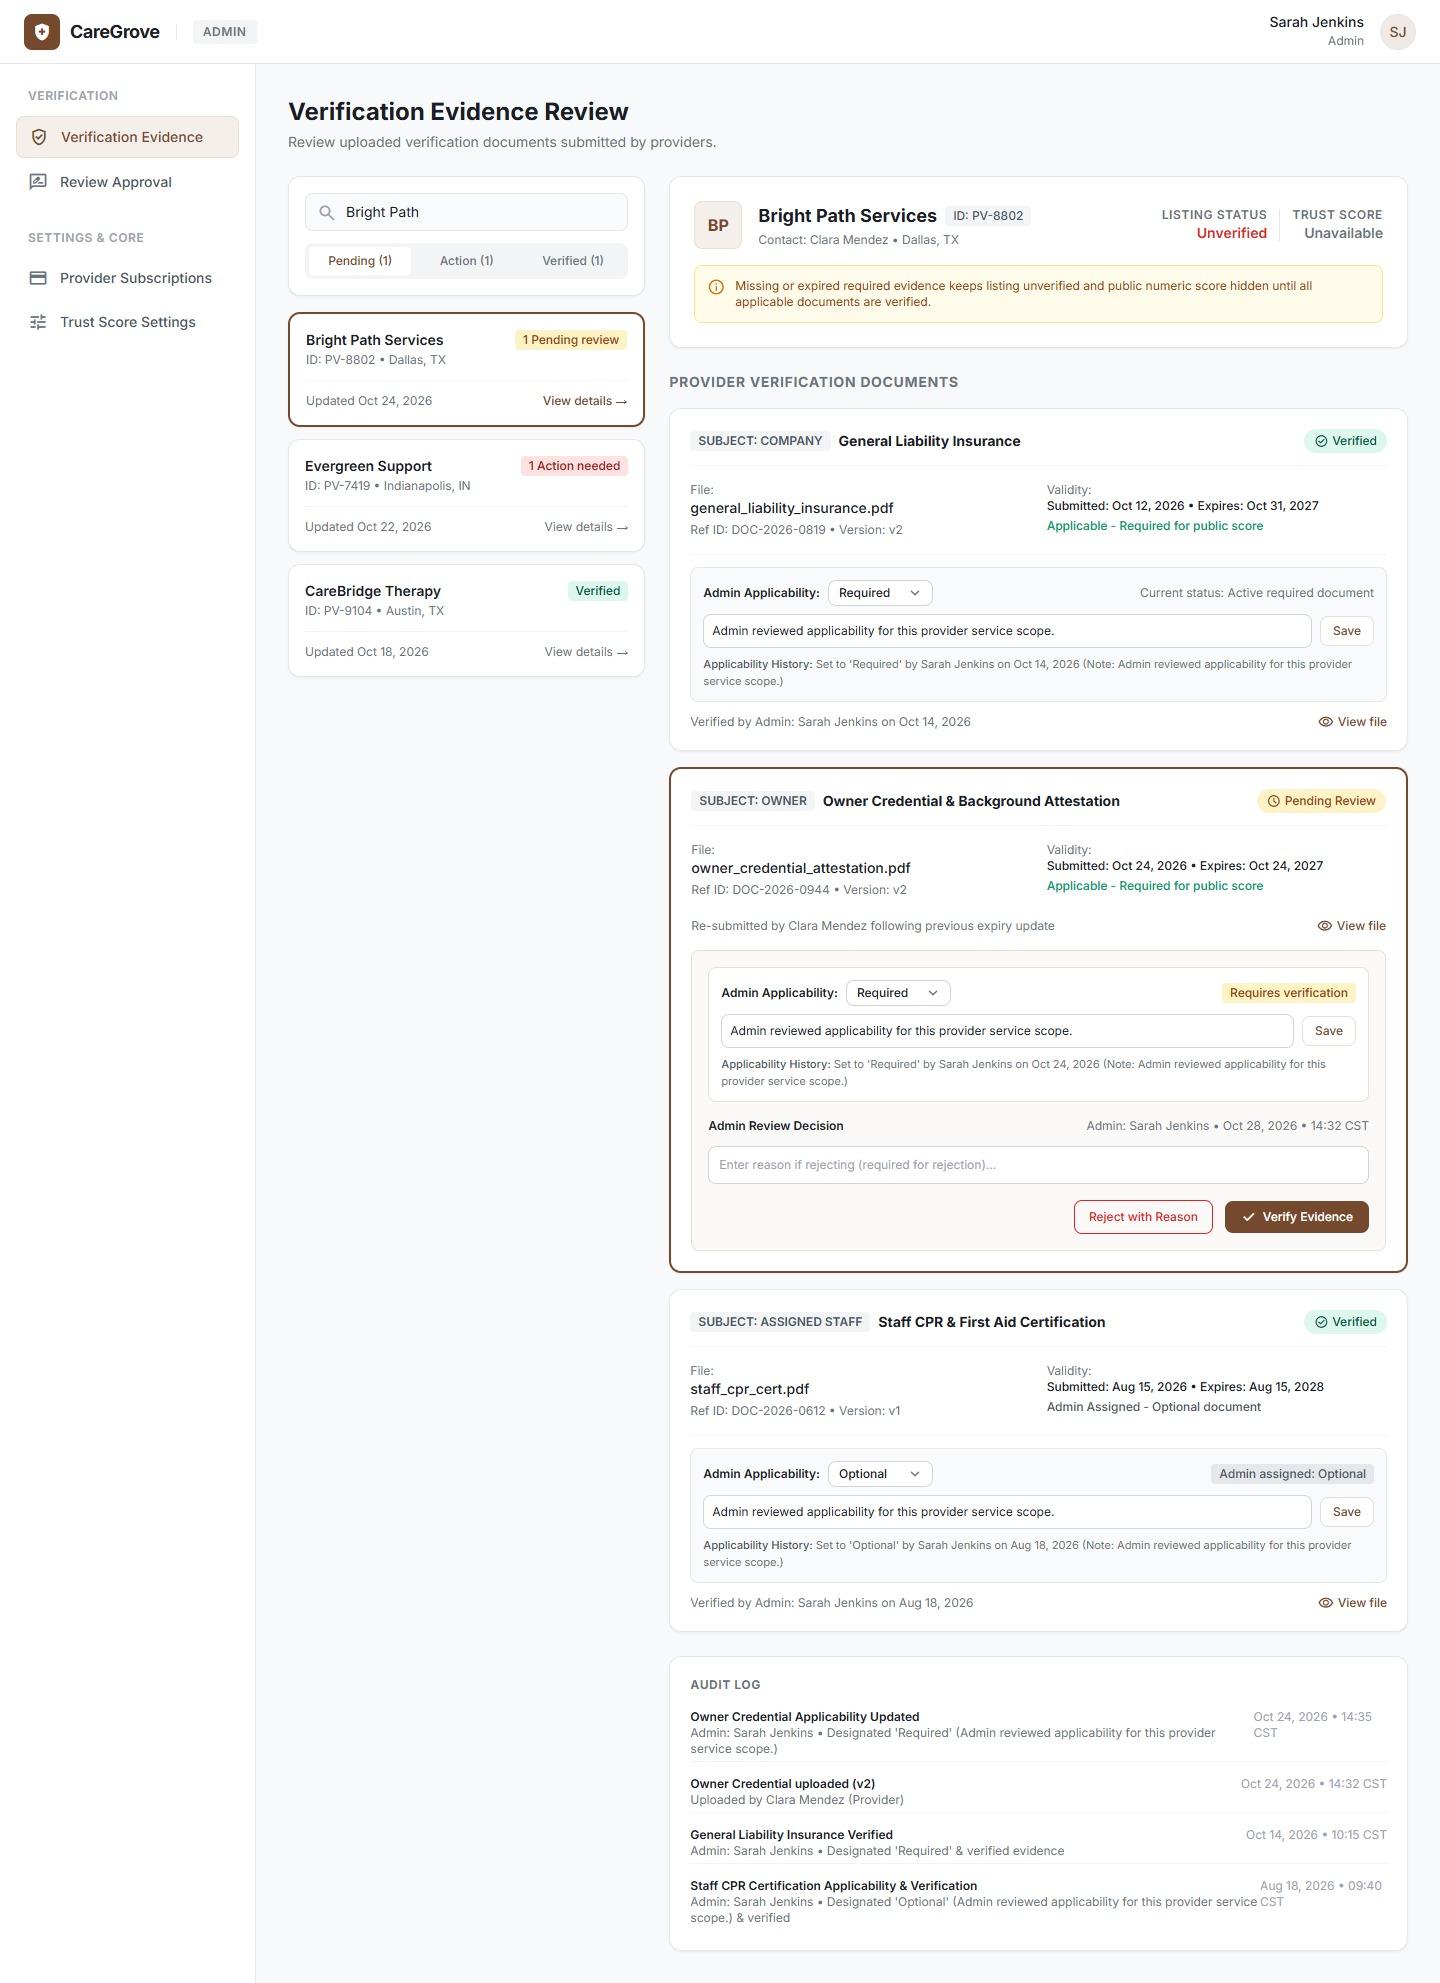 CareGrove
ADMIN
Sarah Jenkins
Admin
SJ
VERIFICATION
Verification Evidence
Review Approval
SETTINGS & CORE
Provider Subscriptions
Trust Score Settings
Verification Evidence Review
Review uploaded verification documents submitted by providers.
Bright Path
Pending (1)
Action (1)
Verified (1)
Bright Path Services
1 Pending review
ID: PV-8802 • Dallas, TX
Updated Oct 24, 2026
View details →
Evergreen Support
1 Action needed
ID: PV-7419 • Indianapolis, IN
Updated Oct 22, 2026
View details →
CareBridge Therapy
Verified
ID: PV-9104 • Austin, TX
Updated Oct 18, 2026
View details →
BP
Bright Path Services
ID: PV-8802
Contact: Clara Mendez • Dallas, TX
LISTING STATUS
Unverified
TRUST SCORE
Unavailable
Missing or expired required evidence keeps listing unverified and public numeric score hidden until all
applicable documents are verified.
PROVIDER VERIFICATION DOCUMENTS
SUBJECT: COMPANY
General Liability Insurance
Verified
File:
general_liability_insurance.pdf
Ref ID: DOC-2026-0819 • Version: v2
Validity:
Submitted: Oct 12, 2026 • Expires: Oct 31, 2027
Applicable - Required for public score
Admin Applicability:
Required
Current status: Active required document
Admin reviewed applicability for this provider service scope.
Save
Applicability History: Set to 'Required' by Sarah Jenkins on Oct 14, 2026 (Note: Admin reviewed applicability for this provider
service scope.)
Verified by Admin: Sarah Jenkins on Oct 14, 2026
View file
SUBJECT: OWNER
Owner Credential & Background Attestation
Pending Review
File:
owner_credential_attestation.pdf
Ref ID: DOC-2026-0944 • Version: v2
Validity:
Submitted: Oct 24, 2026 • Expires: Oct 24, 2027
Applicable - Required for public score
Re-submitted by Clara Mendez following previous expiry update
View file
Admin Applicability:
Required
Requires verification
Admin reviewed applicability for this provider service scope.
Save
Applicability History: Set to 'Required' by Sarah Jenkins on Oct 24, 2026 (Note: Admin reviewed applicability for this
provider service scope.)
Admin Review Decision
Admin: Sarah Jenkins • Oct 28, 2026 • 14:32 CST
Enter reason if rejecting (required for rejection)...
Reject with Reason
Verify Evidence
SUBJECT: ASSIGNED STAFF
Staff CPR & First Aid Certification
Verified
File:
staff_cpr_cert.pdf
Ref ID: DOC-2026-0612 • Version: v1
Validity:
Submitted: Aug 15, 2026 • Expires: Aug 15, 2028
Admin Assigned - Optional document
Admin Applicability:
Optional
Admin assigned: Optional
Admin reviewed applicability for this provider service scope.
Save
Applicability History: Set to 'Optional' by Sarah Jenkins on Aug 18, 2026 (Note: Admin reviewed applicability for this provider
service scope.)
Verified by Admin: Sarah Jenkins on Aug 18, 2026
View file
AUDIT LOG
Owner Credential Applicability Updated
Admin: Sarah Jenkins • Designated 'Required' (Admin reviewed applicability for this provider
service scope.)
Oct 24, 2026 • 14:35
CST
Owner Credential uploaded (v2)
Uploaded by Clara Mendez (Provider)
Oct 24, 2026 • 14:32 CST
General Liability Insurance Verified
Admin: Sarah Jenkins • Designated 'Required' & verified evidence
Oct 14, 2026 • 10:15 CST
Staff CPR Certification Applicability & Verification
Admin: Sarah Jenkins • Designated 'Optional' (Admin reviewed applicability for this provider service
scope.) & verified
Aug 18, 2026 • 09:40
CST